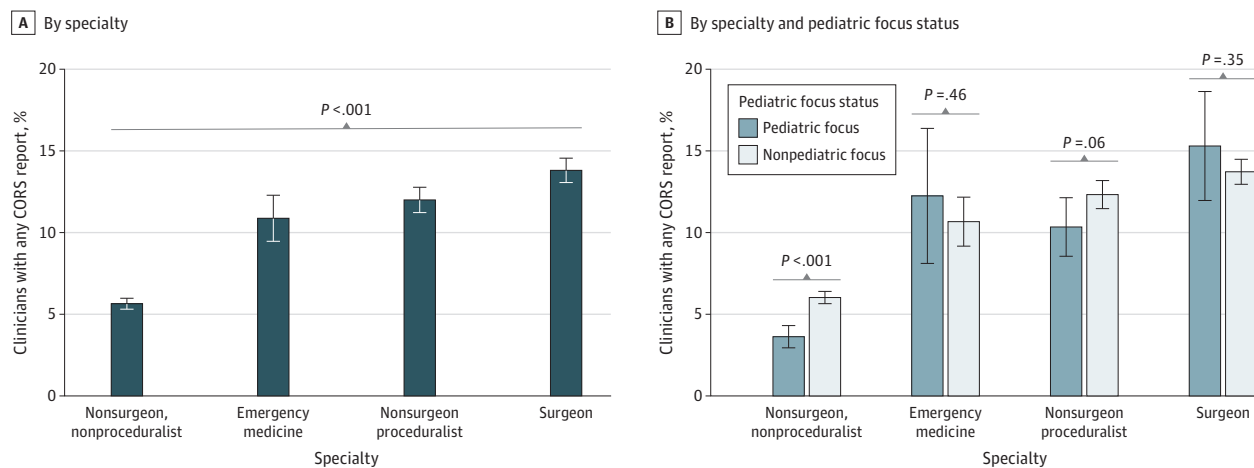 A By specialty
Clinicians with any CORS report, %
20
15
10
5
0
P <.001
Nonsurgeon, nonproceduralist
Emergency medicine
Nonsurgeon proceduralist
Surgeon
Specialty
B By specialty and pediatric focus status
Clinicians with any CORS report, %
20
15
10
5
0
Pediatric focus status
Pediatric focus
Nonpediatric focus
P <.001
P =.46
P =.06
P =.35
Nonsurgeon, nonproceduralist
Emergency medicine
Nonsurgeon proceduralist
Surgeon
Specialty